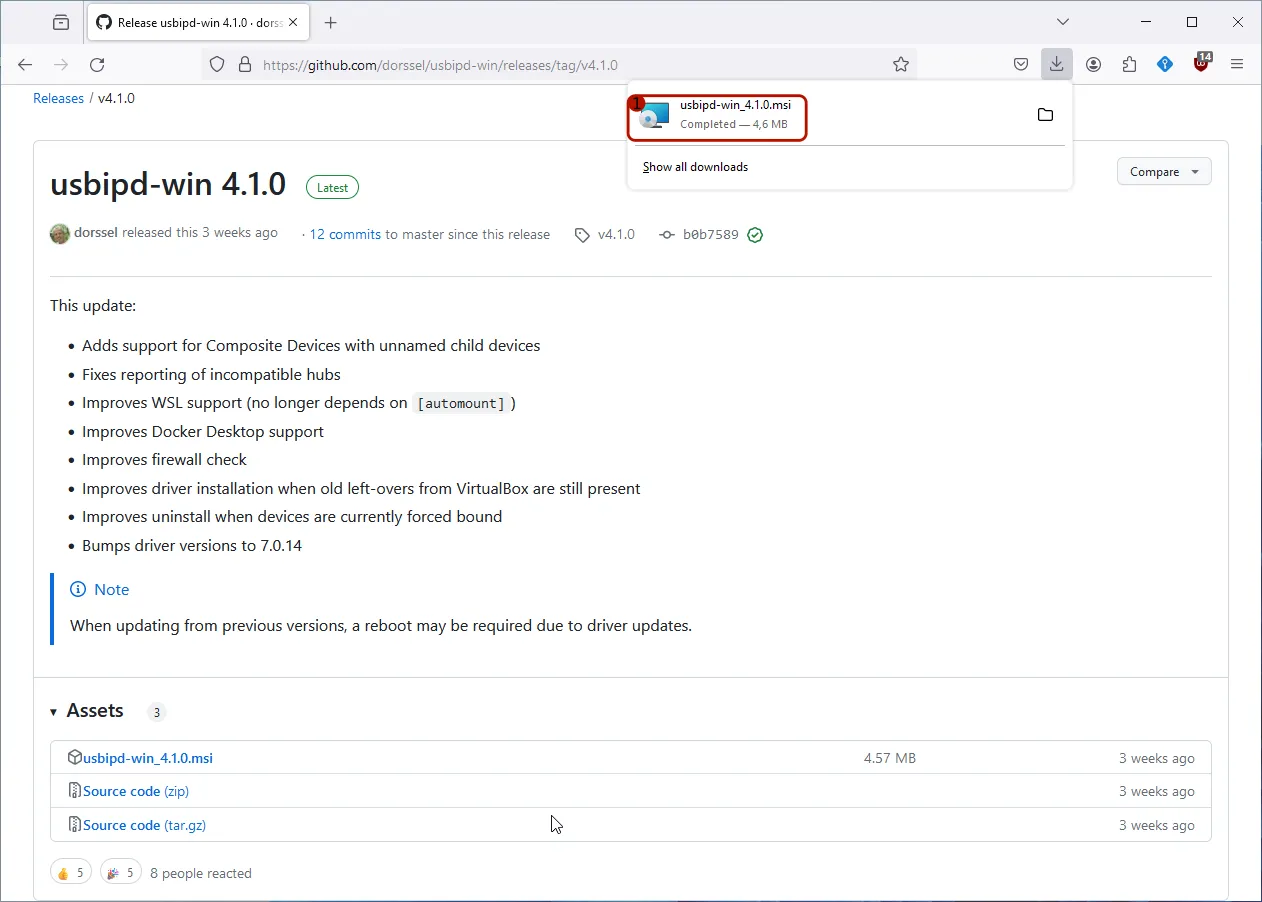 Release usbipd-win 4.1.0 · dorss
https://github.com/dorssel/usbipd-win/releases/tag/v4.1.0
14
Releases / v4.1.0
1
usbipd-win_4.1.0.msi
Completed — 4,6 MB
Show all downloads
usbipd-win 4.1.0 Latest
Compare
dorssel released this 3 weeks ago · 12 commits to master since this release v4.1.0 b0b7589
This update:
• Adds support for Composite Devices with unnamed child devices
• Fixes reporting of incompatible hubs
• Improves WSL support (no longer depends on [automount] )
• Improves Docker Desktop support
• Improves firewall check
• Improves driver installation when old left-overs from VirtualBox are still present
• Improves uninstall when devices are currently forced bound
• Bumps driver versions to 7.0.14
Note
When updating from previous versions, a reboot may be required due to driver updates.
Assets 3
usbipd-win_4.1.0.msi 4.57 MB 3 weeks ago
Source code (zip) 3 weeks ago
Source code (tar.gz) 3 weeks ago
👍 5 🎉 5 8 people reacted